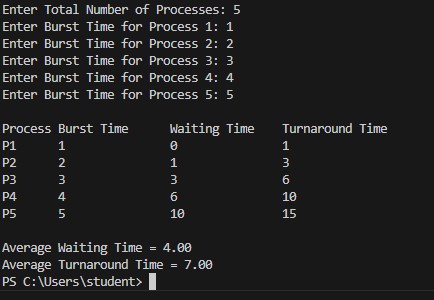 Enter Total Number of Processes: 5
Enter Burst Time for Process 1: 1
Enter Burst Time for Process 2: 2
Enter Burst Time for Process 3: 3
Enter Burst Time for Process 4: 4
Enter Burst Time for Process 5: 5
Process Burst Time Waiting Time Turnaround Time
P1 1 0 1
P2 2 1 3
P3 3 3 6
P4 4 6 10
P5 5 10 15
Average Waiting Time = 4.00
Average Turnaround Time = 7.00
PS C:\Users\student>